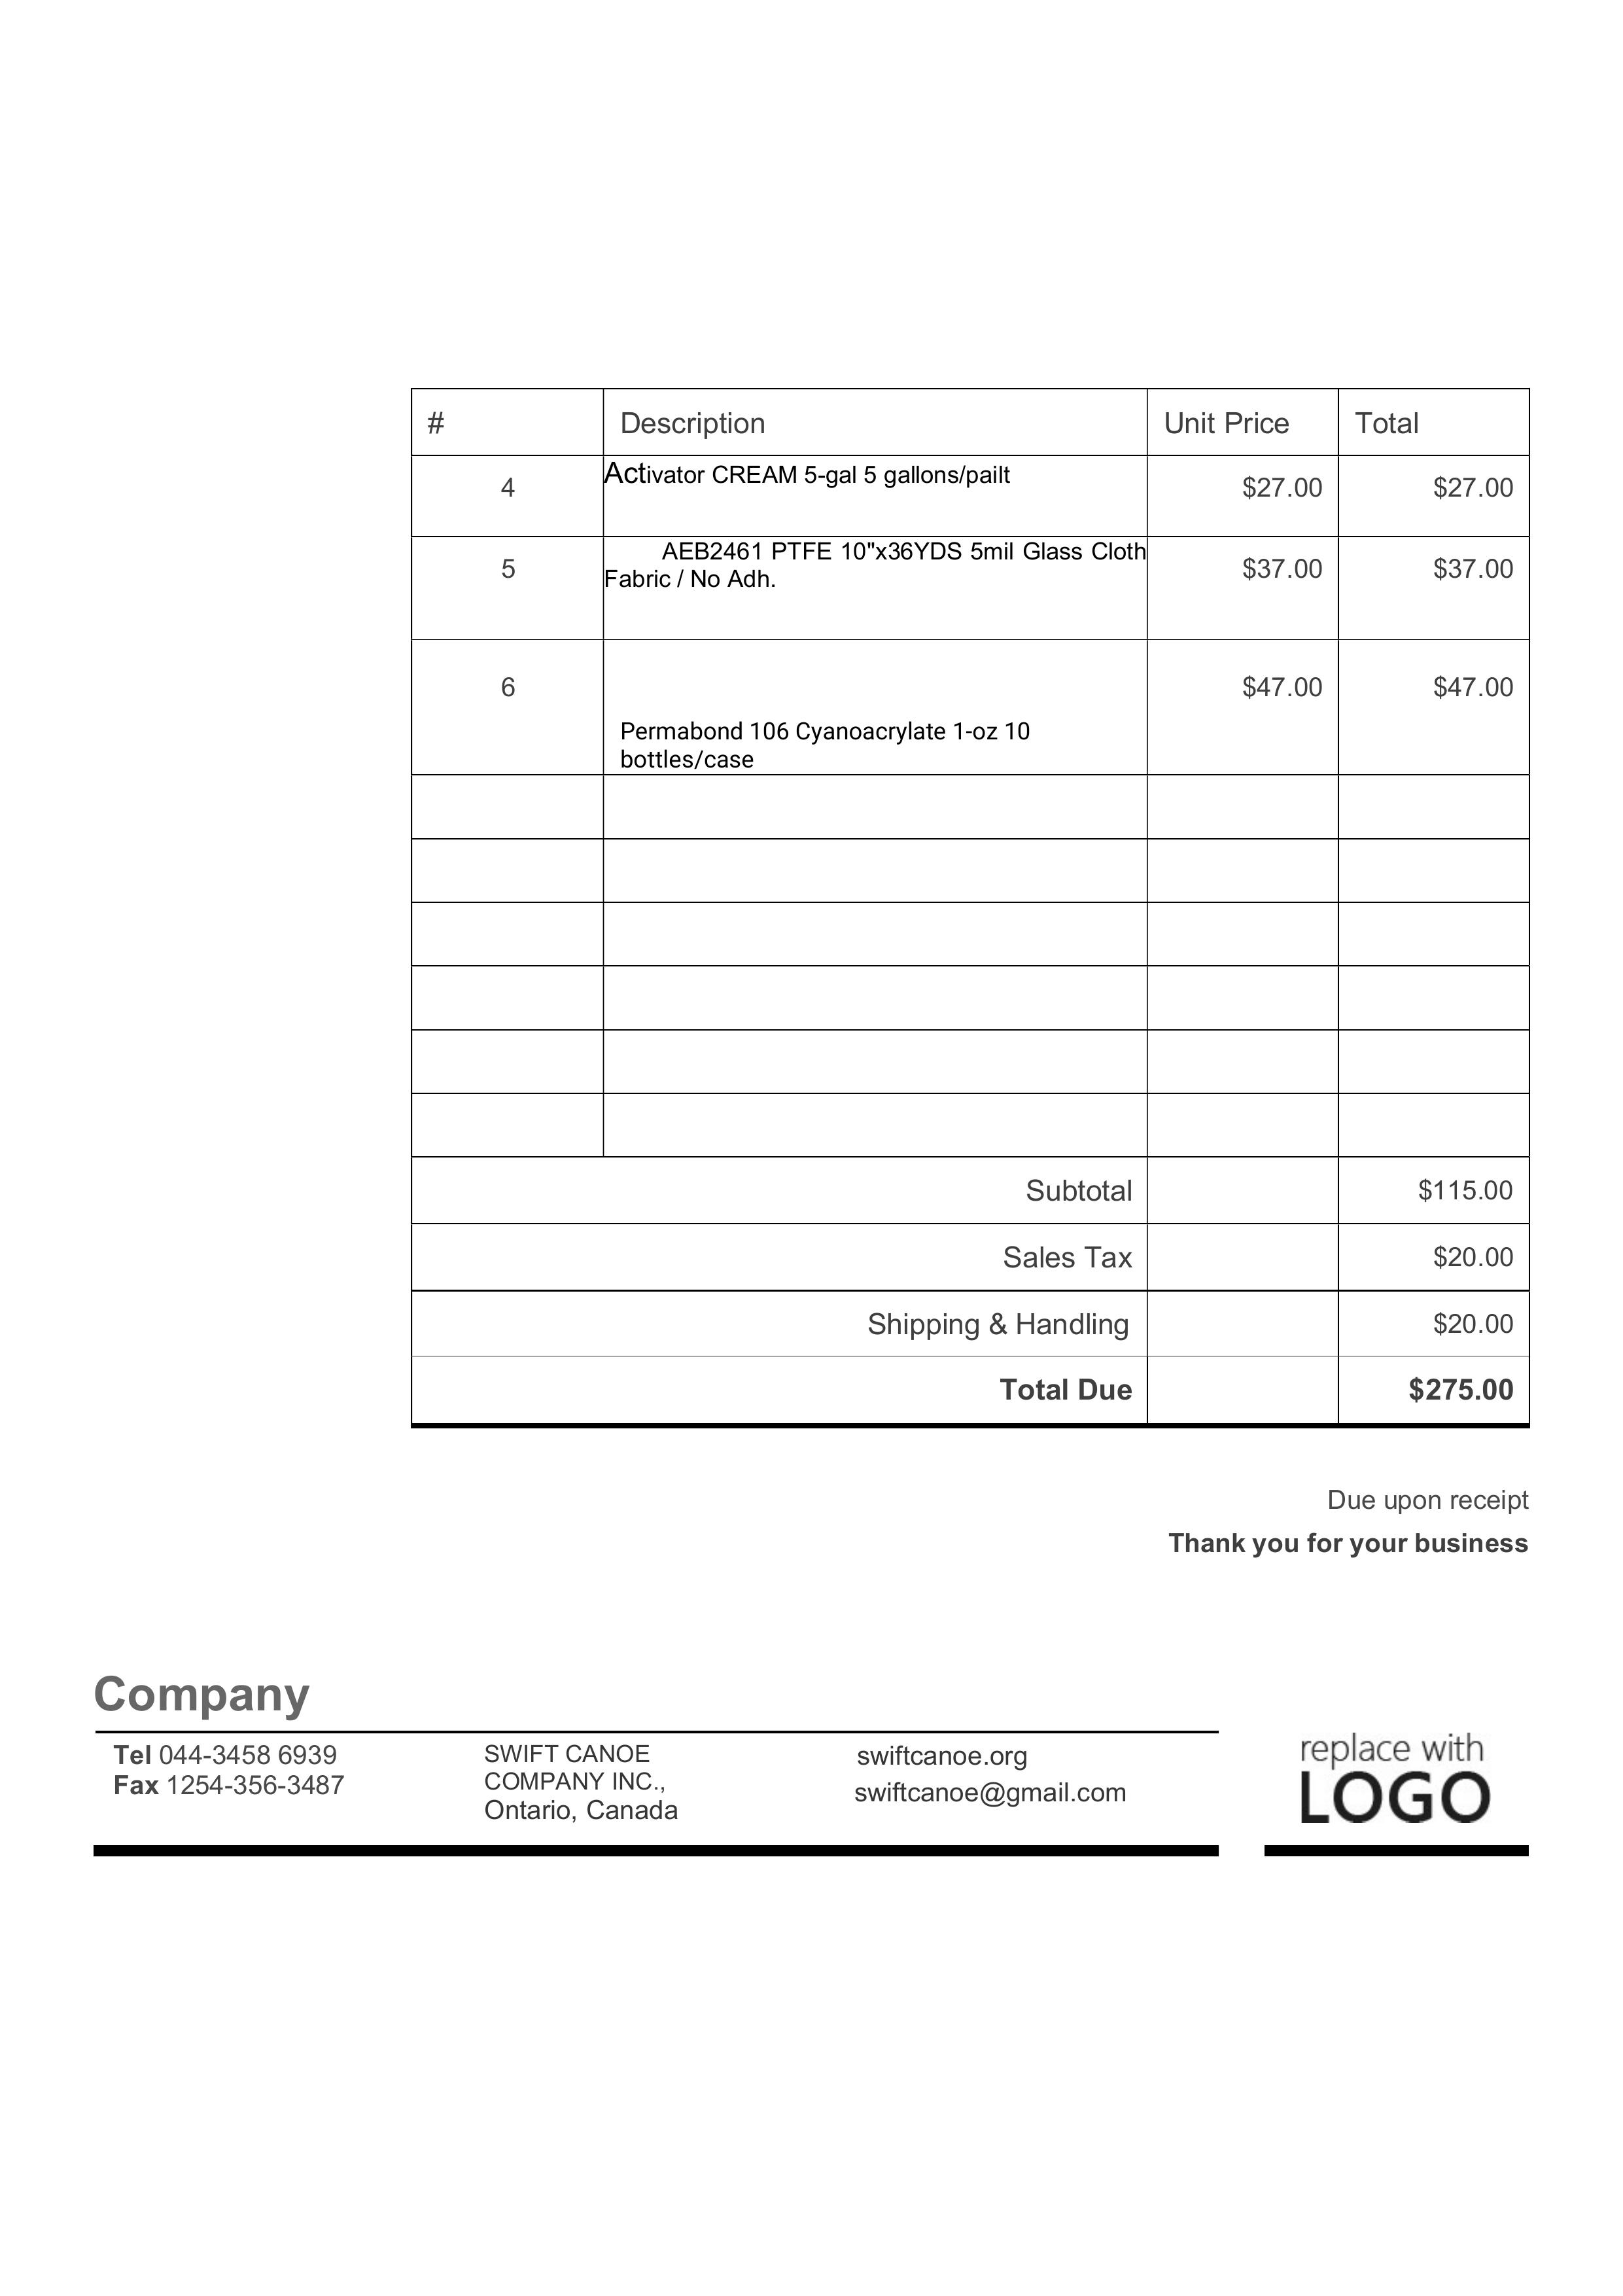 # Description Unit Price Total
4 Activator CREAM 5-gal 5 gallons/pailt $27.00 $27.00
5 AEB2461 PTFE 10"x36YDS 5mil Glass Cloth $37.00 $37.00
Fabric / No Adh.
6 $47.00 $47.00
Permabond 106 Cyanoacrylate 1-oz 10
bottles/case
Subtotal $115.00
Sales Tax $20.00
Shipping & Handling $20.00
Total Due $275.00
Due upon receipt
Thank you for your business
Company
Tel 044-3458 6939
Fax 1254-356-3487
SWIFT CANOE
COMPANY INC.,
Ontario, Canada
swiftcanoe.org
swiftcanoe@gmail.com
replace with
LOGO